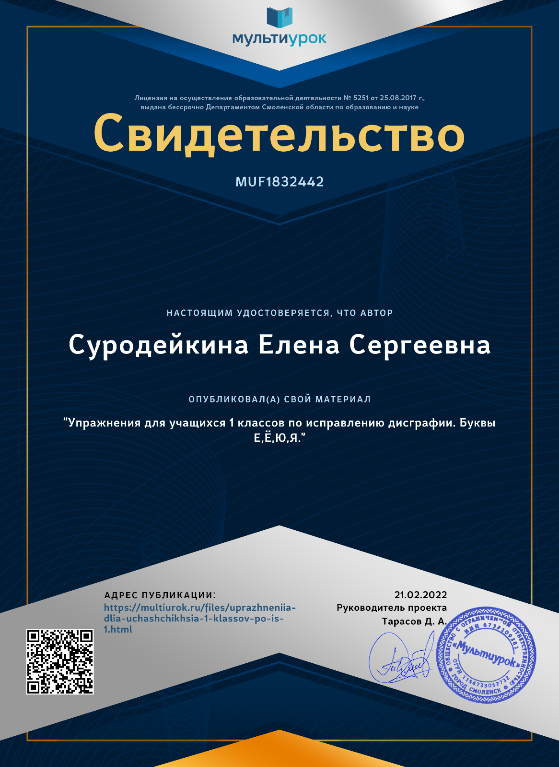 мультиурок
Лицензия на осуществление образовательной деятельности № 5251 от 25.08.2017 г.,
выдана бессрочно Департаментом Смоленской области по образованию и науке
Свидетельство
MUF1832442
НАСТОЯЩИМ УДОСТОВЕРЯЕТСЯ, ЧТО АВТОР
Суродейкина Елена Сергеевна
ОПУБЛИКОВАЛ(А) СВОЙ МАТЕРИАЛ
"Упражнения для учащихся 1 классов по исправлению дисграфии. Буквы
Е,Ё,Ю,Я."
АДРЕС ПУБЛИКАЦИИ:
https://multiurok.ru/files/uprazhneniia-
dlia-uchashchikhsia-1-klassov-po-is-
1.html
21.02.2022
Руководитель проекта
Тарасов Д. А.
«Мультиурок»